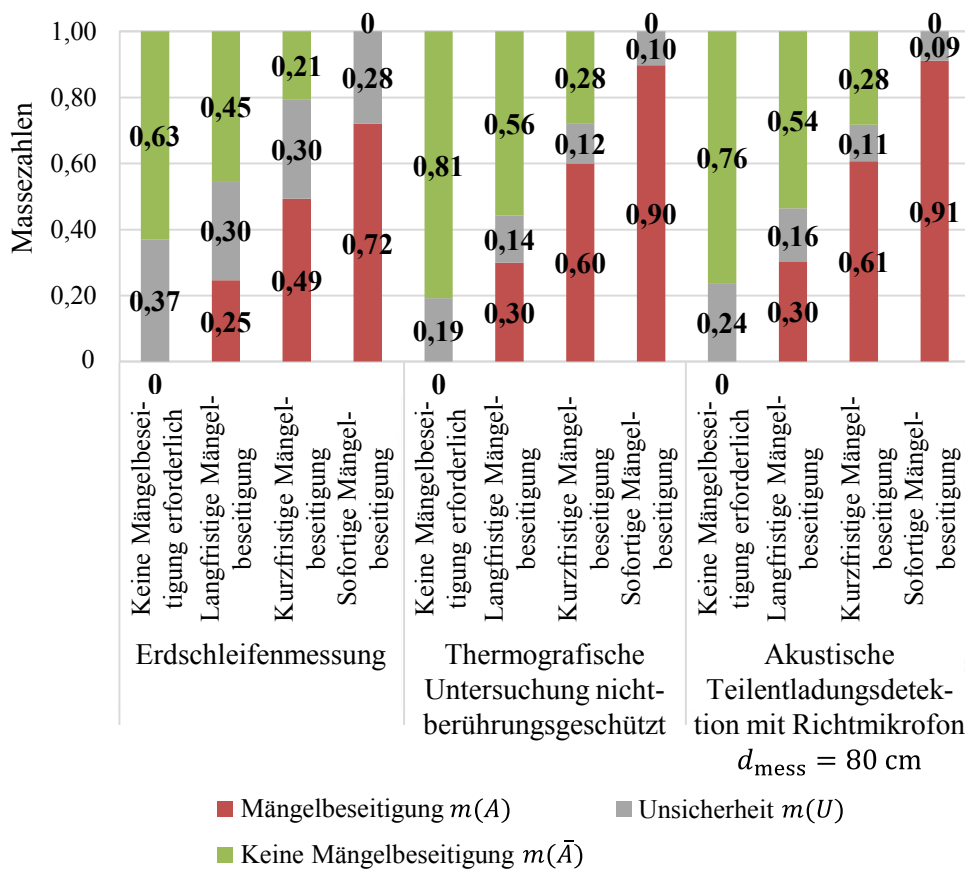 0
0
0
1,00
0,21
0,28
0,10
0,09
0,28
0,28
0,80
0,45
0,56
0,54
0,63
0,30
0,12
0,11
0,81
0,76
0,60
0,30
0,14
0,16
0,72
0,90
0,91
0,40
0,49
0,60
0,61
0,20
0,37
0,25
0,19
0,30
0,24
0,30
0
0
0
0
Massezahlen
Keine Mängelbesei-
tigung erforderlich
Langfristige Mängel-
beseitigung
Kurzfristige Mängel-
beseitigung
Sofortige Mängel-
beseitigung
Keine Mängelbesei-
tigung erforderlich
Langfristige Mängel-
beseitigung
Kurzfristige Mängel-
beseitigung
Sofortige Mängel-
beseitigung
Keine Mängelbesei-
tigung erforderlich
Langfristige Mängel-
beseitigung
Kurzfristige Mängel-
beseitigung
Sofortige Mängel-
beseitigung
Erdschleifenmessung
Thermografische
Untersuchung nicht-
berührungsgeschützt
Akustische
Teilentladungsdetek-
tion mit Richtmikrofon
d_mess = 80 cm
Mängelbeseitigung m(A)
Unsicherheit m(U)
Keine Mängelbeseitigung m(Ā)